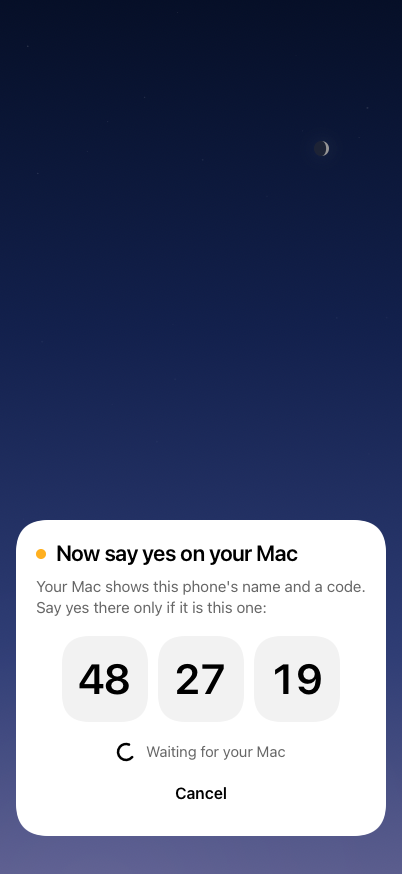 Now say yes on your Mac
Your Mac shows this phone's name and a code.
Say yes there only if it is this one:
48 27 19
Waiting for your Mac
Cancel